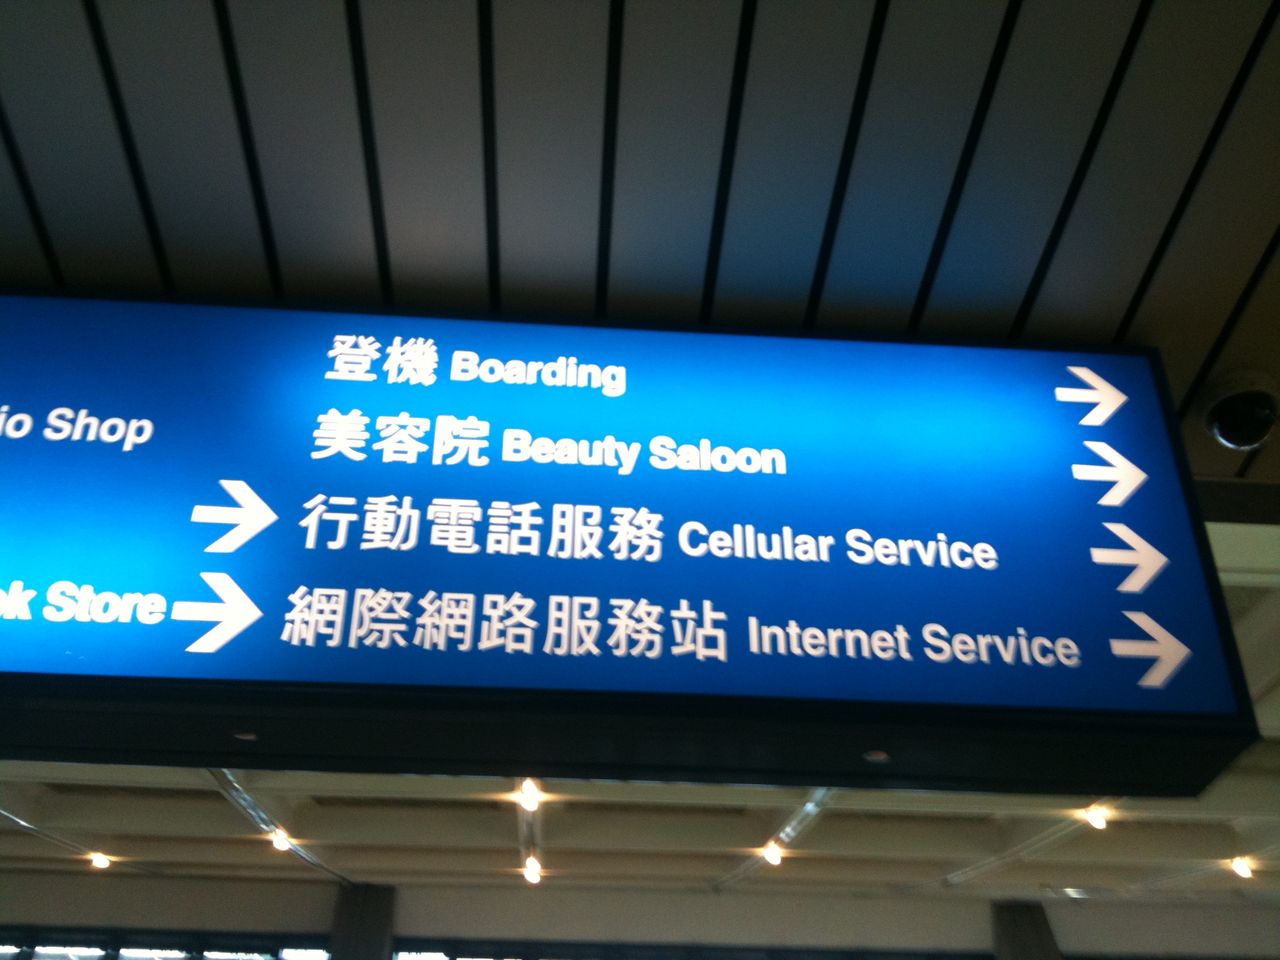 登機 Boarding
美容院 Beauty Saloon
行動電話服務 Cellular Service
網際網路服務站 Internet Service
Shop
Store